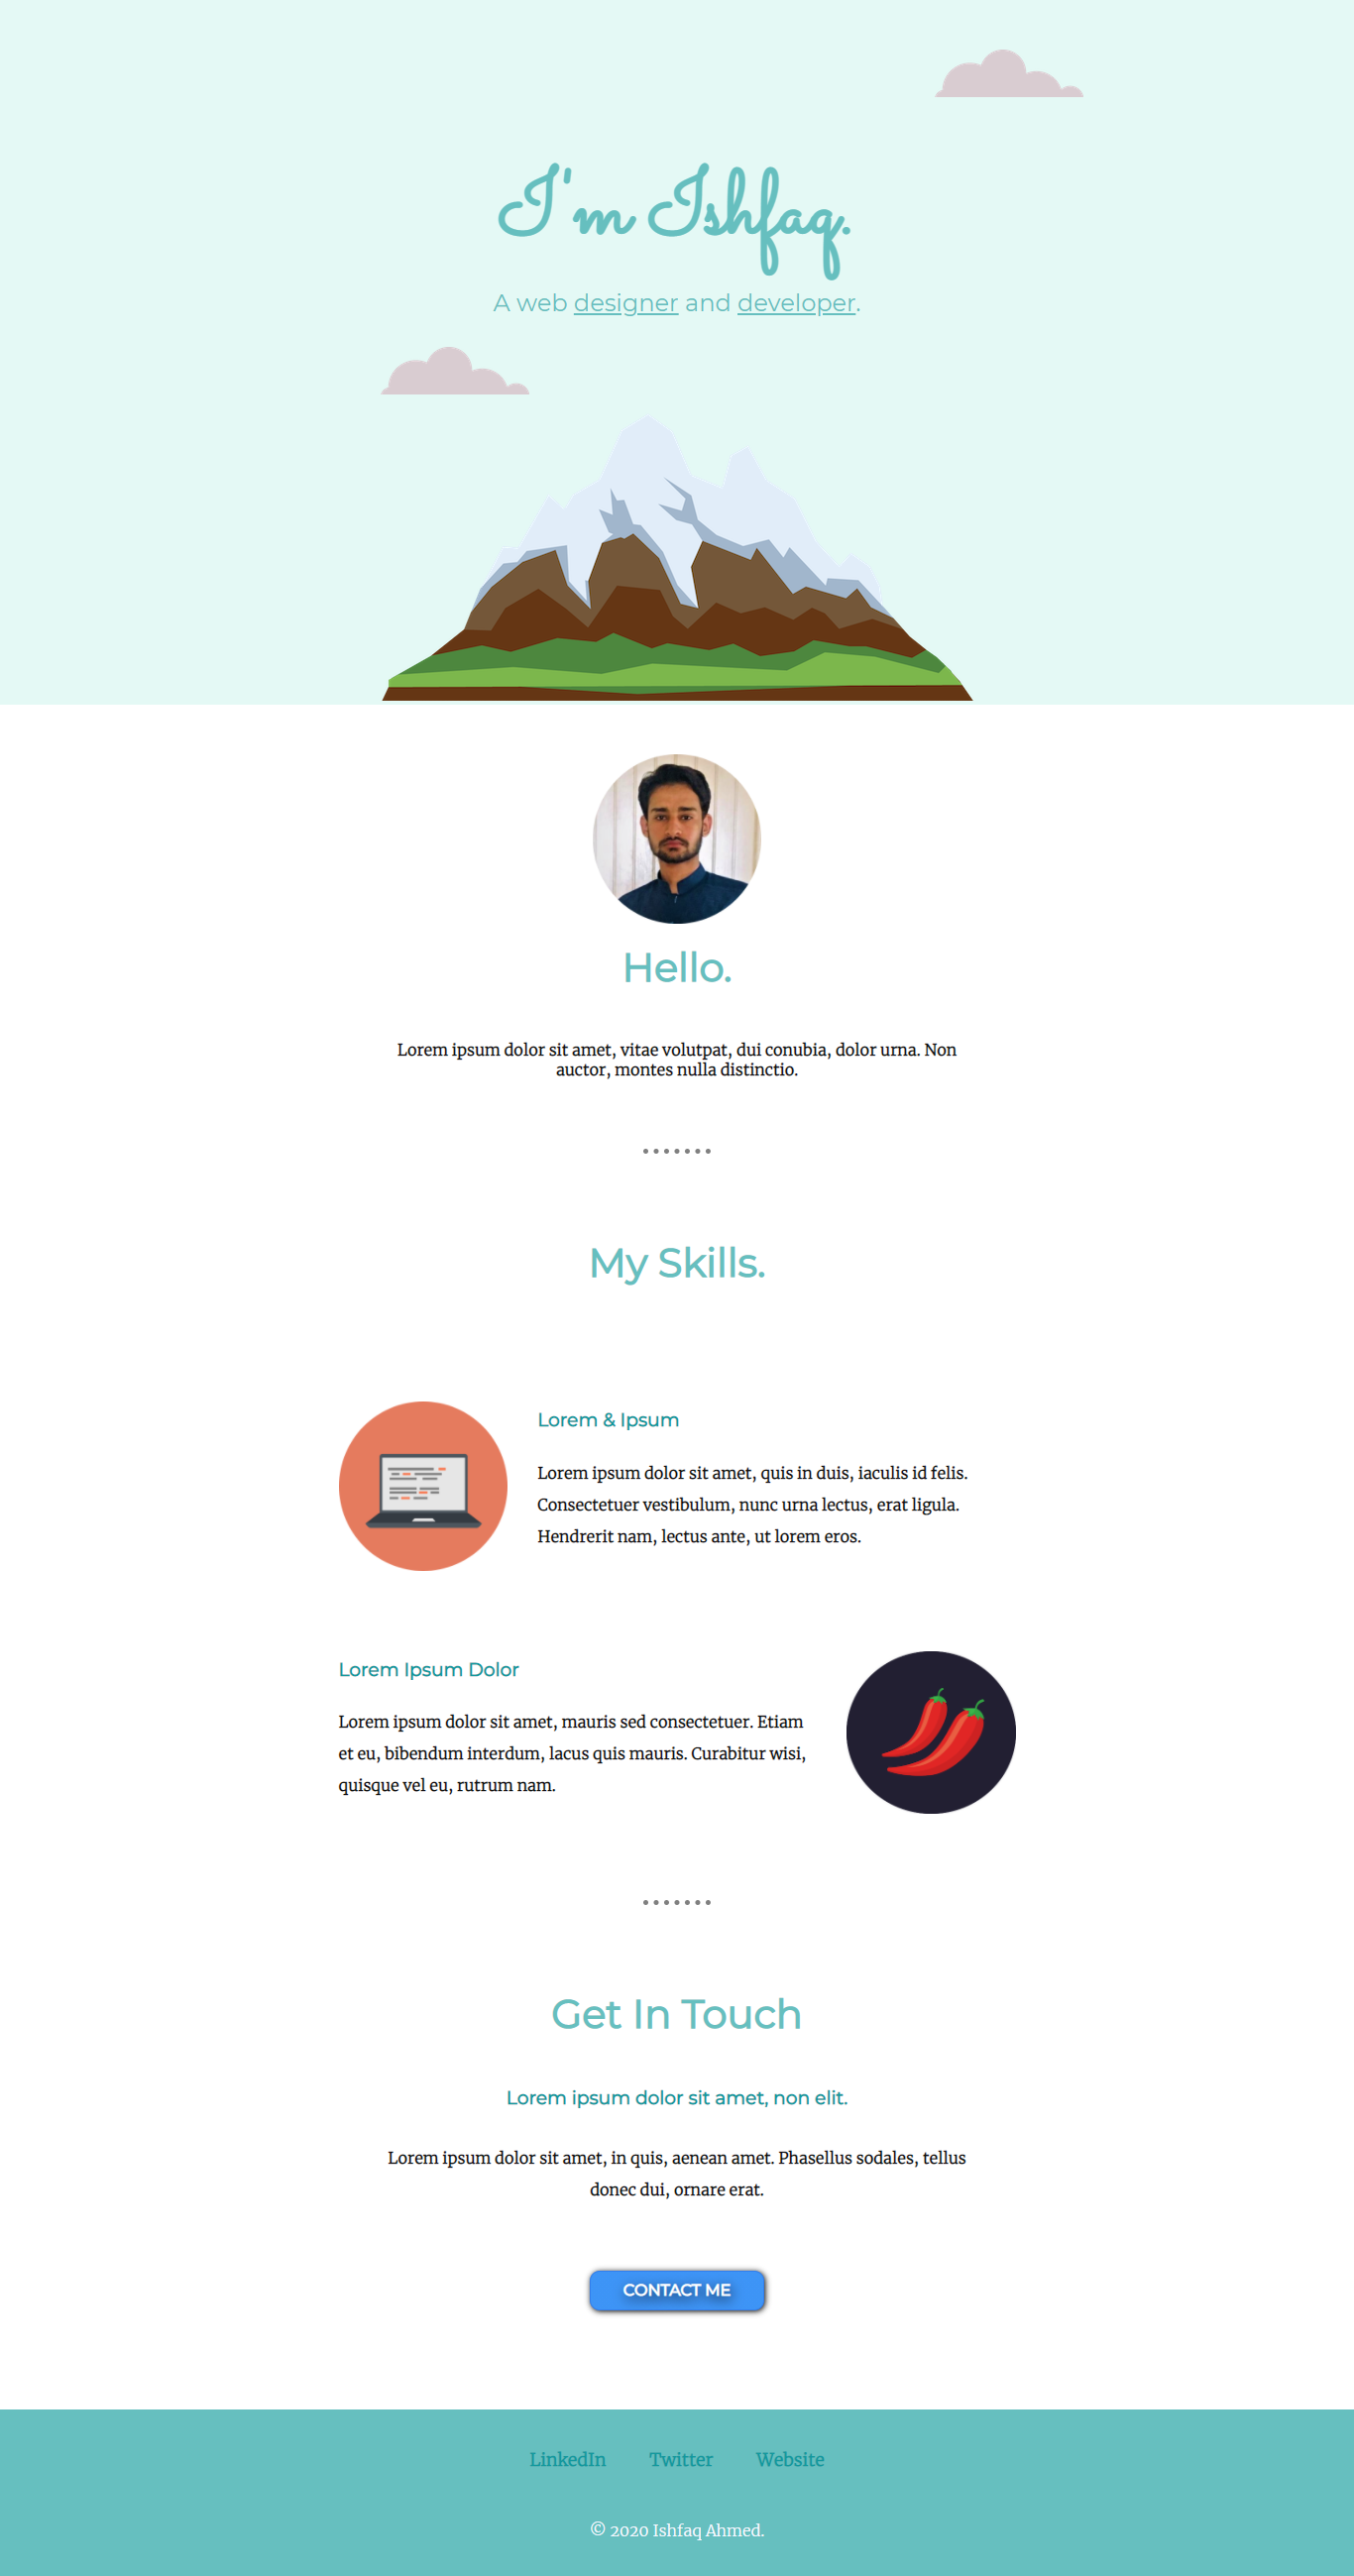 I'm Ishfaq.
A web designer and developer.
Hello.
Lorem ipsum dolor sit amet, vitae volutpat, dui conubia, dolor urna. Non
auctor, montes nulla distinctio.
My Skills.
Lorem & Ipsum
Lorem ipsum dolor sit amet, quis in duis, iaculis id felis.
Consectetuer vestibulum, nunc urna lectus, erat ligula.
Hendrerit nam, lectus ante, ut lorem eros.
Lorem Ipsum Dolor
Lorem ipsum dolor sit amet, mauris sed consectetuer. Etiam
et eu, bibendum interdum, lacus quis mauris. Curabitur wisi,
quisque vel eu, rutrum nam.
Get In Touch
Lorem ipsum dolor sit amet, non elit.
Lorem ipsum dolor sit amet, in quis, aenean amet. Phasellus sodales, tellus
donec dui, ornare erat.
CONTACT ME
LinkedIn Twitter Website
© 2020 Ishfaq Ahmed.